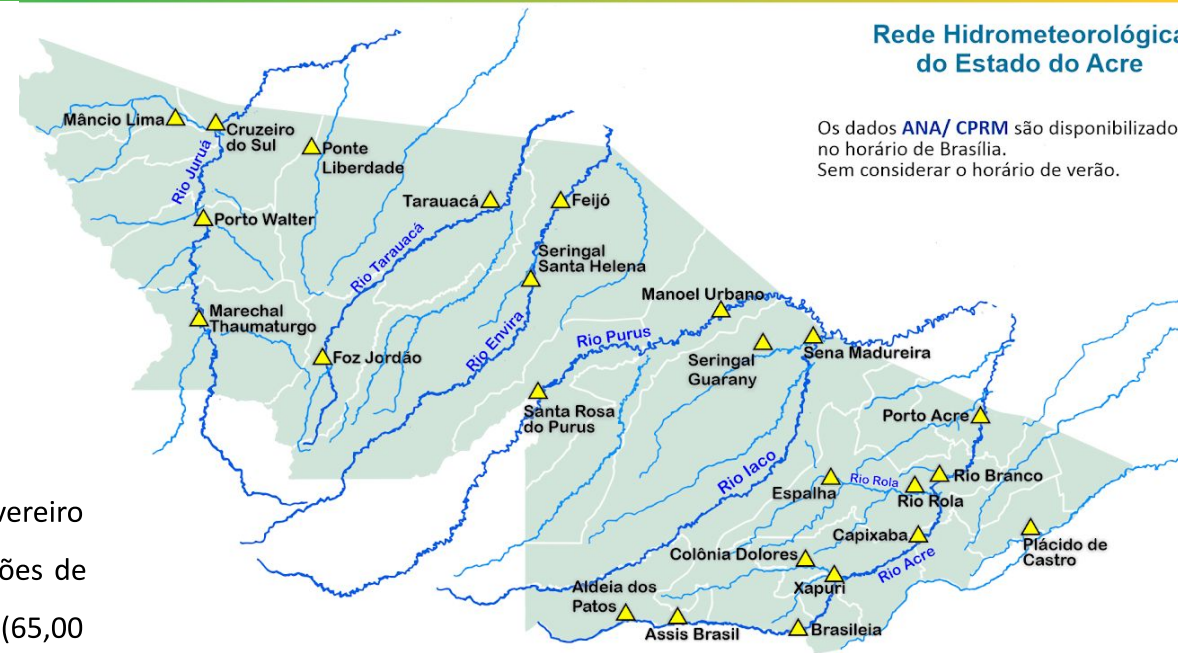 Rede Hidrometeorológica
do Estado do Acre
Os dados ANA/ CPRM são disponibilizado
no horário de Brasília.
Sem considerar o horário de verão.
Mâncio Lima
Cruzeiro
do Sul
Ponte
Liberdade
Rio Juruá
Porto Walter
Tarauacá
Feijó
Rio Tarauacá
Seringal
Santa Helena
Marechal
Thaumaturgo
Foz Jordão
Rio Envira
Manoel Urbano
Rio Purus
Seringal
Guarany
Sena Madureira
Santa Rosa
do Purus
Porto Acre
Rio Iaco
Espalha
Rio Rola
Rio Branco
Rio Rola
Capixaba
Plácido de
Castro
Colônia Dolores
Rio Acre
Xapuri
Aldeia dos
Patos
Assis Brasil
Brasileia
vereiro
ões de
(65,00